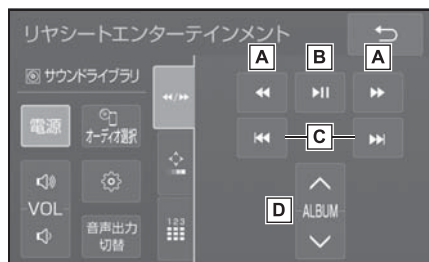 リヤシートエンターテインメント
サウンドライブラリ
A
B
A
電源
オーディオ選択
C
VOL
音声出力
切替
123
D
ALBUM